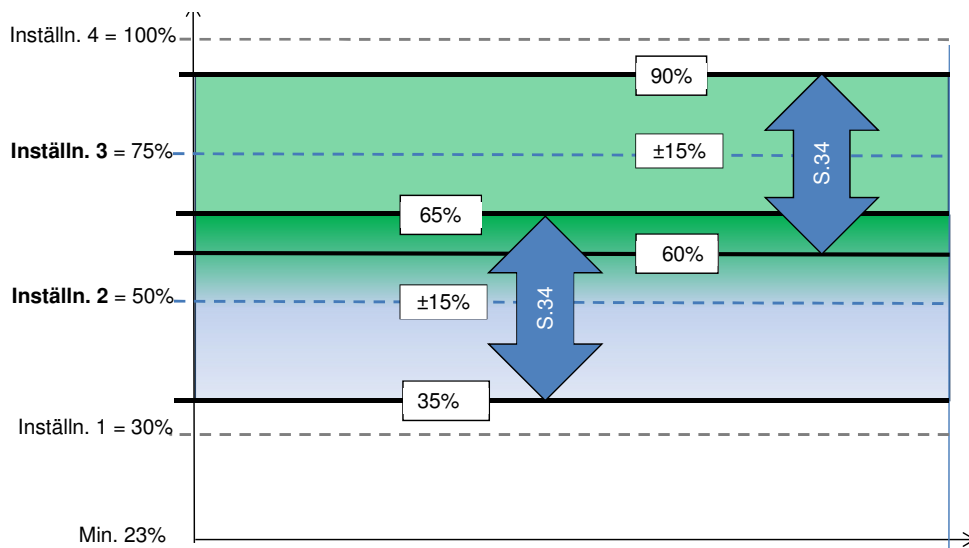 Inställn. 4 = 100%
90%
Inställn. 3 = 75%
±15%
S.34
65%
60%
Inställn. 2 = 50%
±15%
S.34
35%
Inställn. 1 = 30%
Min. 23%